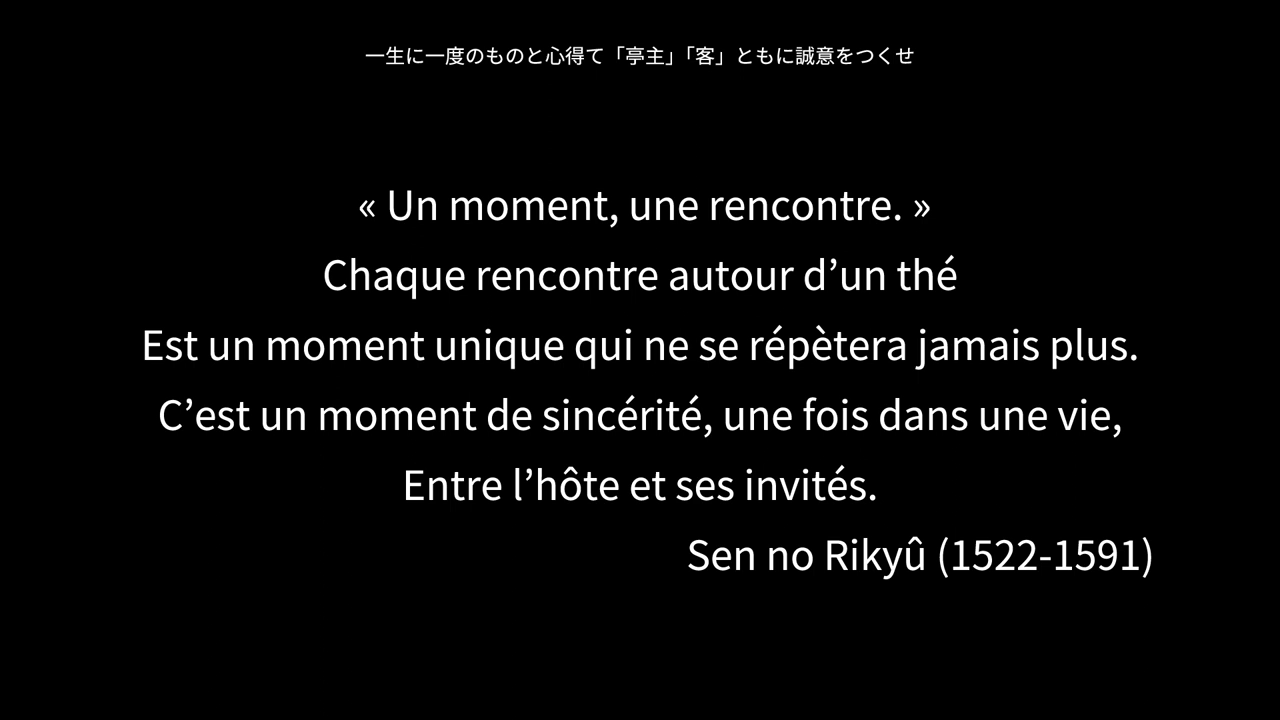 一生に一度のものと心得て「亭主」「客」ともに誠意をつくせ
« Un moment, une rencontre. »
Chaque rencontre autour d’un thé
Est un moment unique qui ne se répètera jamais plus.
C’est un moment de sincérité, une fois dans une vie,
Entre l’hôte et ses invités.
Sen no Rikyû (1522-1591)